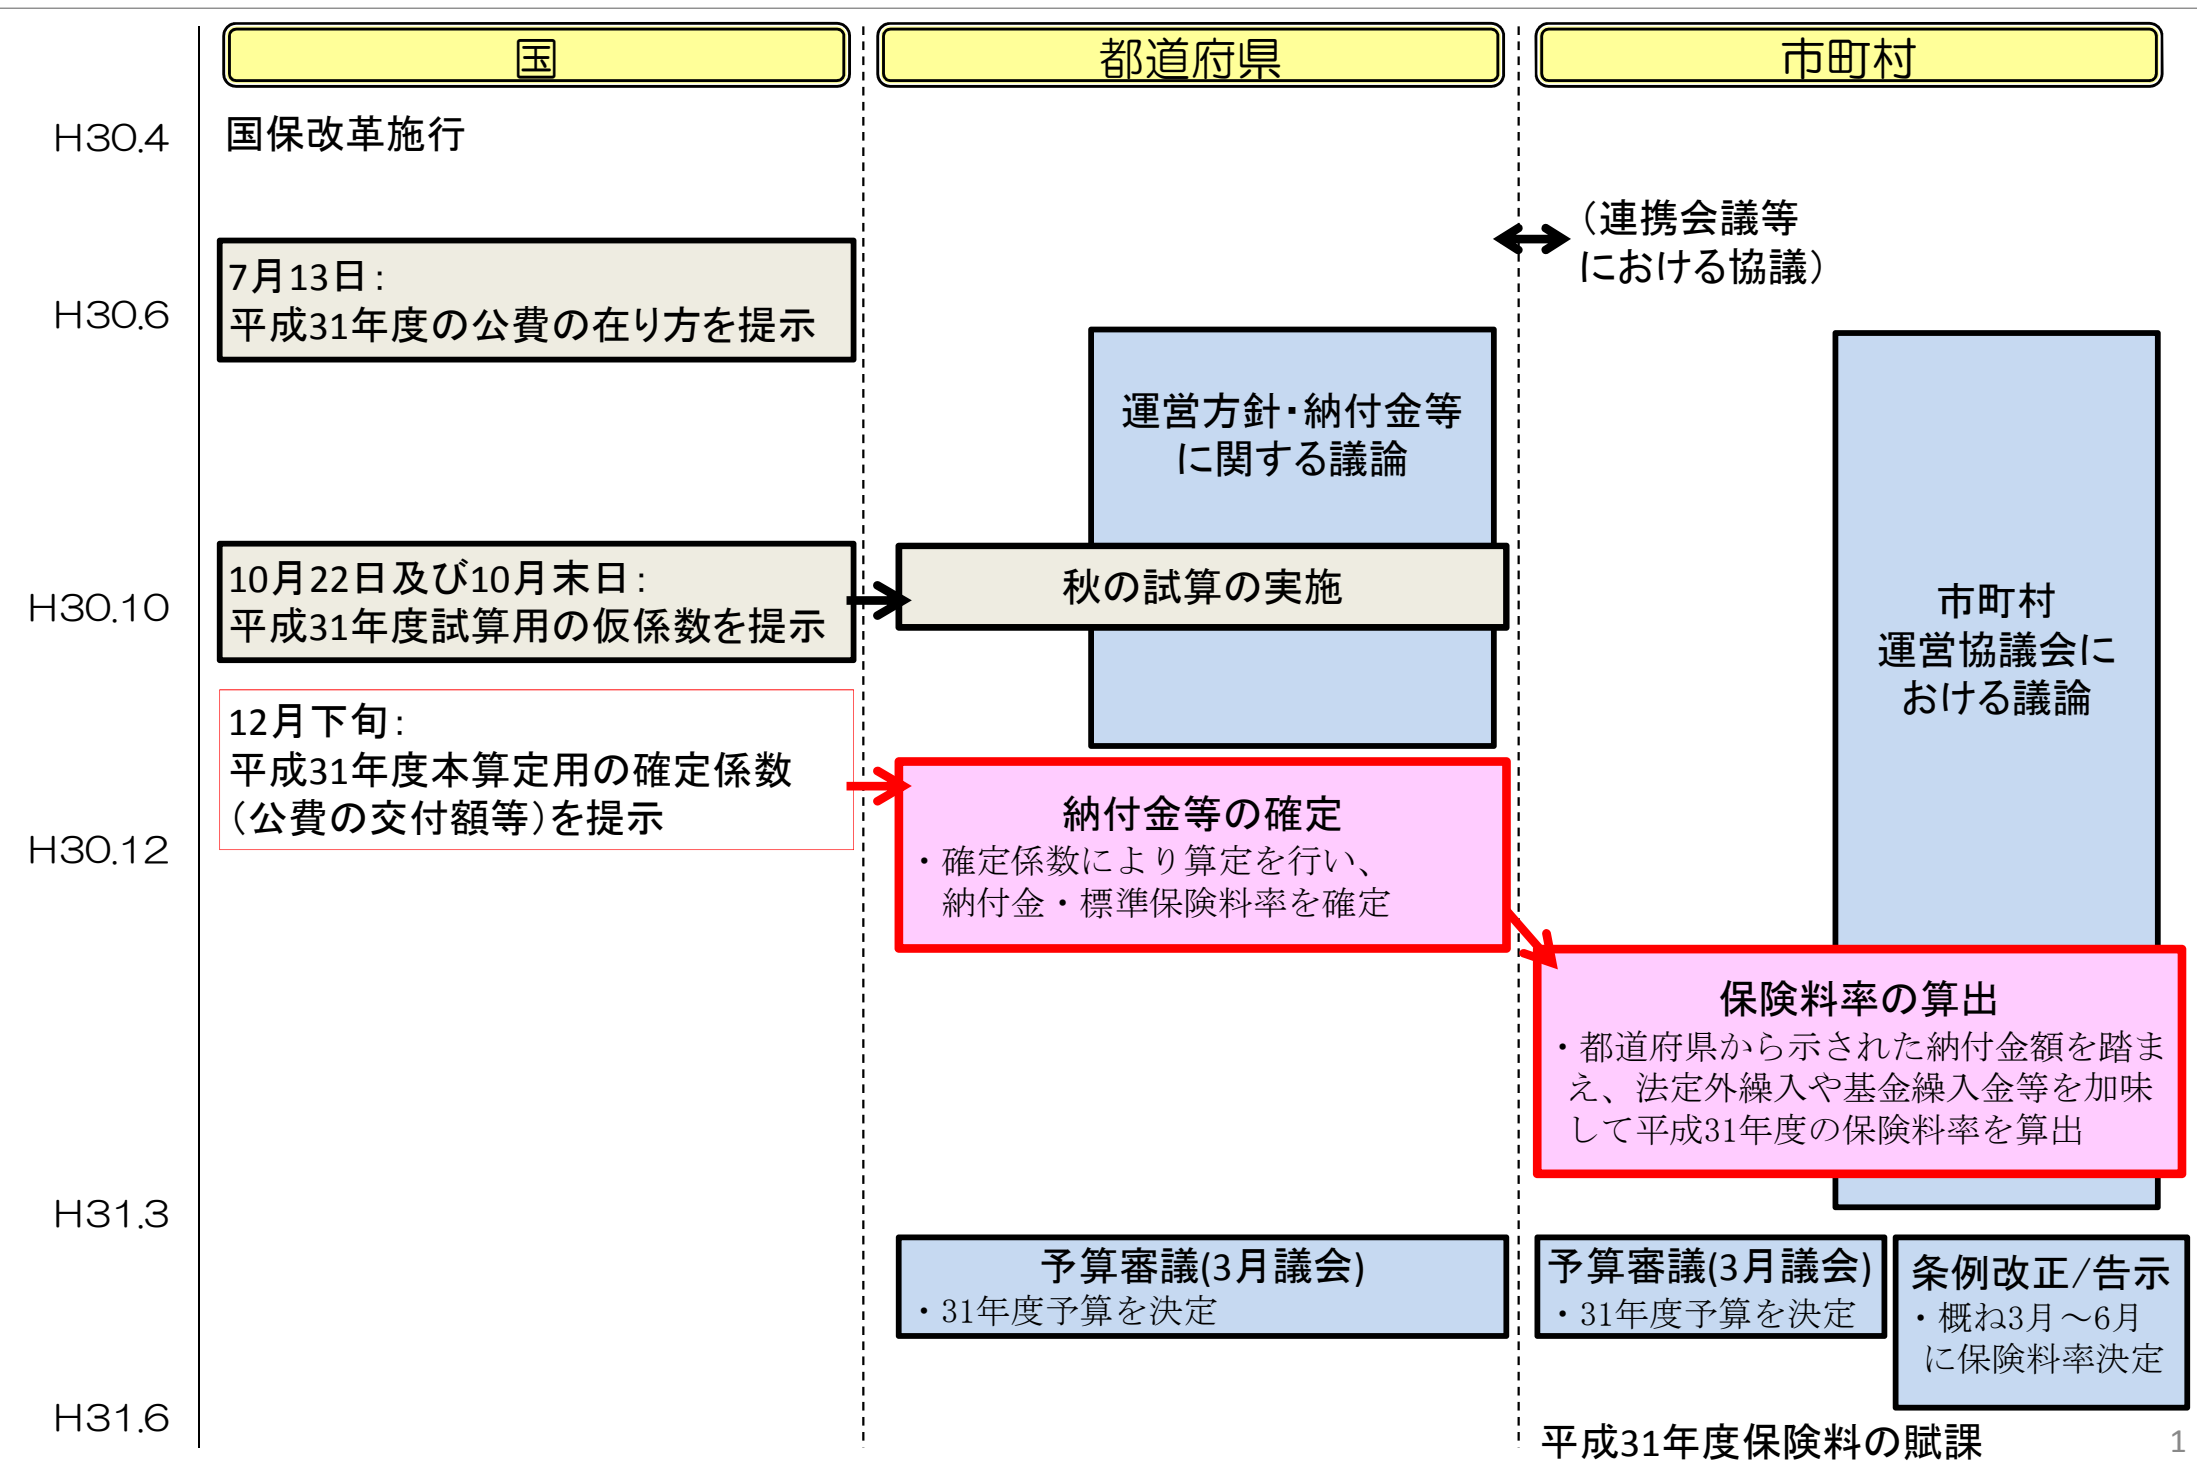 国
都道府県
市町村
H30.4
国保改革施行
（連携会議等
における協議）
H30.6
7月13日：
平成31年度の公費の在り方を提示
運営方針・納付金等
に関する議論
H30.10
10月22日及び10月末日：
平成31年度試算用の仮係数を提示
秋の試算の実施
市町村
運営協議会に
おける議論
12月下旬：
平成31年度本算定用の確定係数
（公費の交付額等）を提示
H30.12
納付金等の確定
・確定係数により算定を行い、
納付金・標準保険料率を確定
保険料率の算出
・都道府県から示された納付金額を踏ま
え、法定外繰入や基金繰入金等を加味
して平成31年度の保険料率を算出
H31.3
予算審議(3月議会)
・31年度予算を決定
予算審議(3月議会)
・31年度予算を決定
条例改正/告示
・概ね3月～6月
に保険料率決定
H31.6
平成31年度保険料の賦課
1